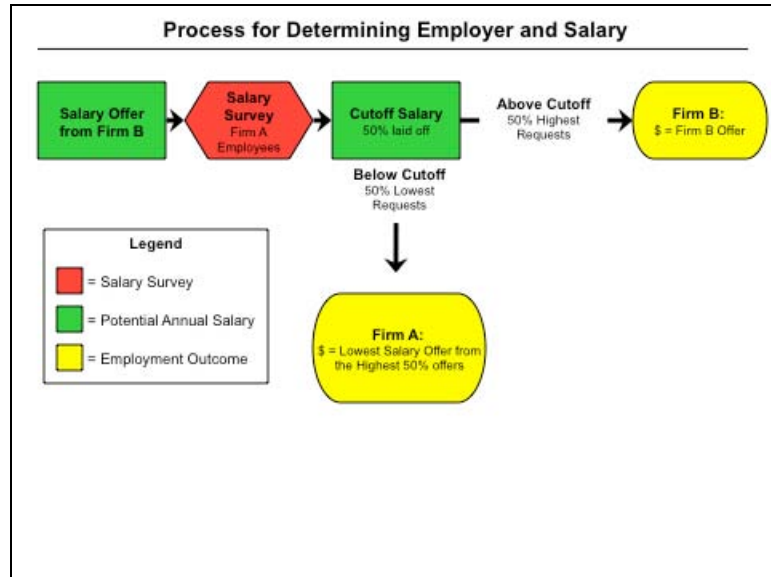 Process for Determining Employer and Salary
Salary Offer
from Firm B
Salary
Survey
Firm A
Employees
Cutoff Salary
50% laid off
Above Cutoff
50% Highest
Requests
Firm B:
$ = Firm B Offer
Below Cutoff
50% Lowest
Requests
Legend
= Salary Survey
= Potential Annual Salary
= Employment Outcome
Firm A:
$ = Lowest Salary Offer from
the Highest 50% offers